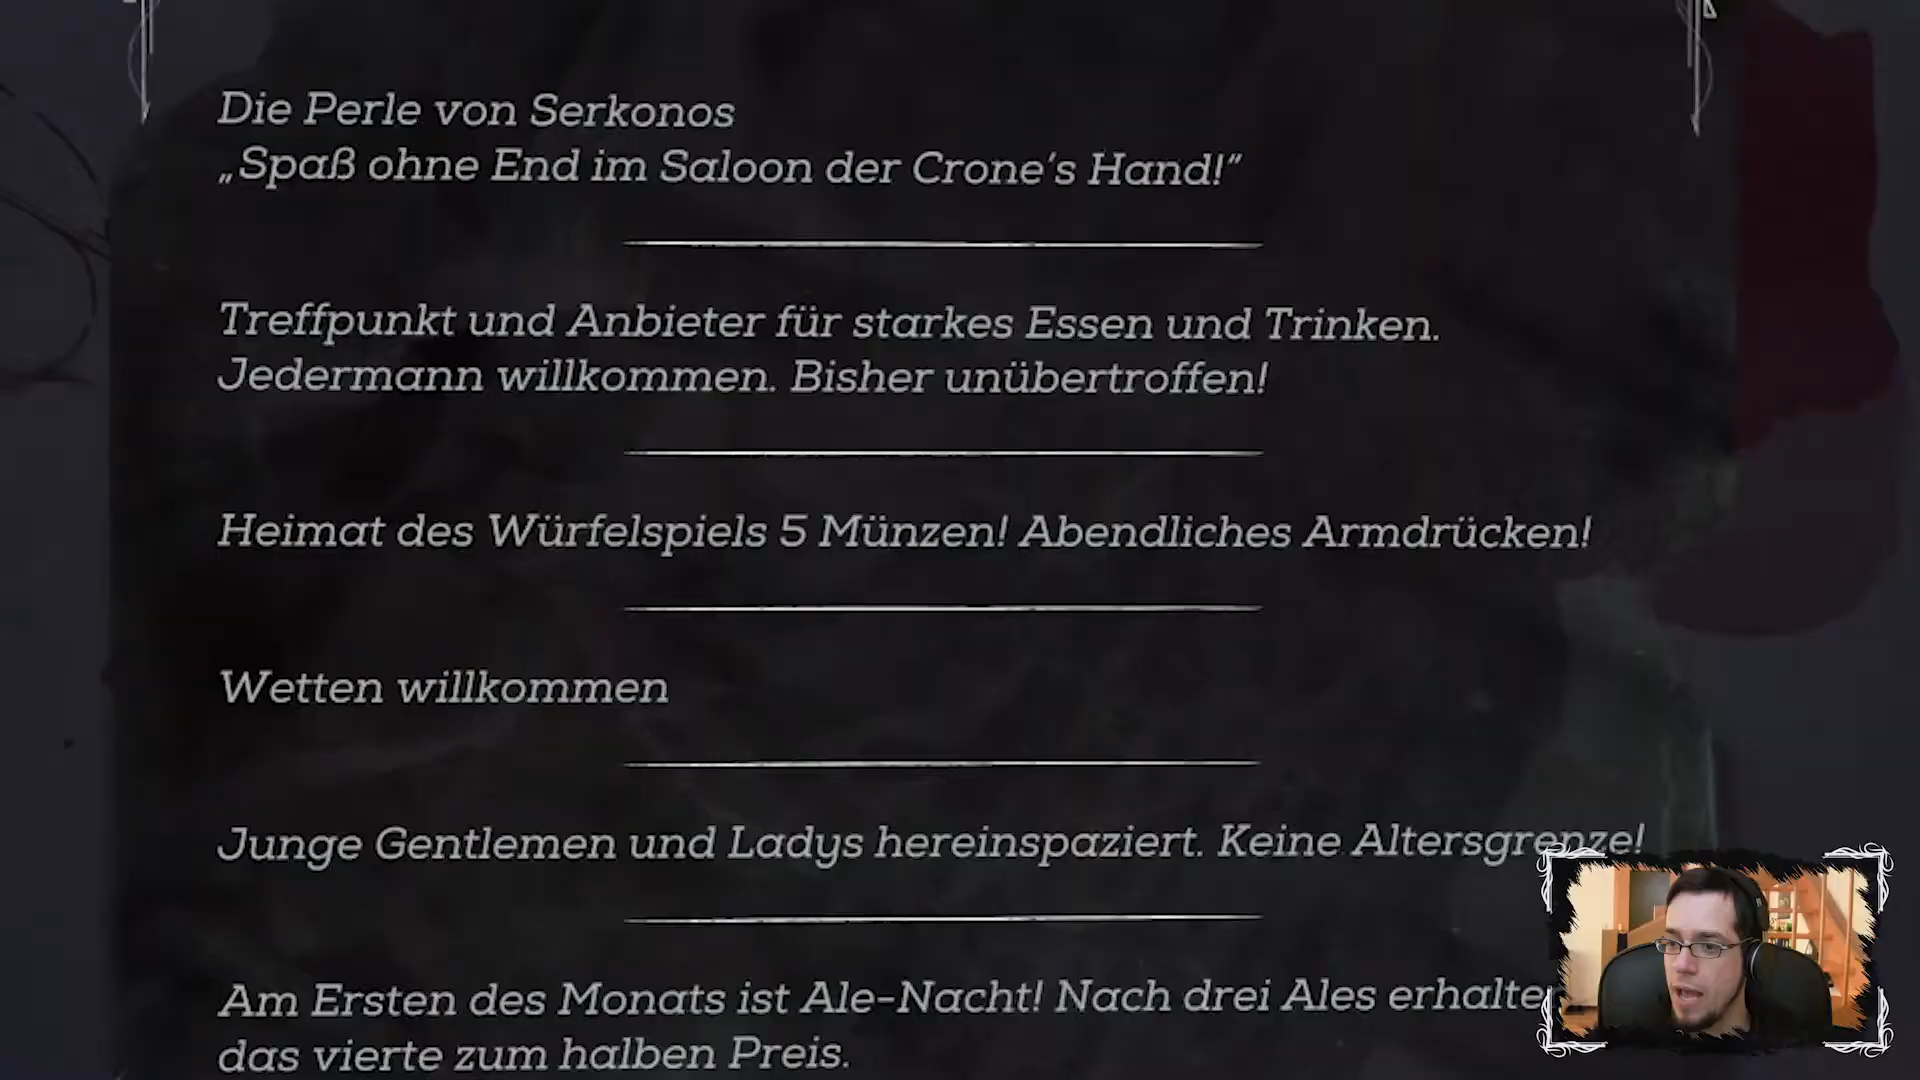 Die Perle von Serkonos
„Spaß ohne End im Saloon der Crone's Hand!“
Treffpunkt und Anbieter für starkes Essen und Trinken.
Jedermann willkommen. Bisher unübertroffen!
Heimat des Würfelspiels 5 Münzen! Abendliches Armdrücken!
Wetten willkommen
Junge Gentlemen und Ladys hereinspaziert. Keine Altersgrenze!
Am Ersten des Monats ist Ale-Nacht! Nach drei Ales
das vierte zum halben Preis.